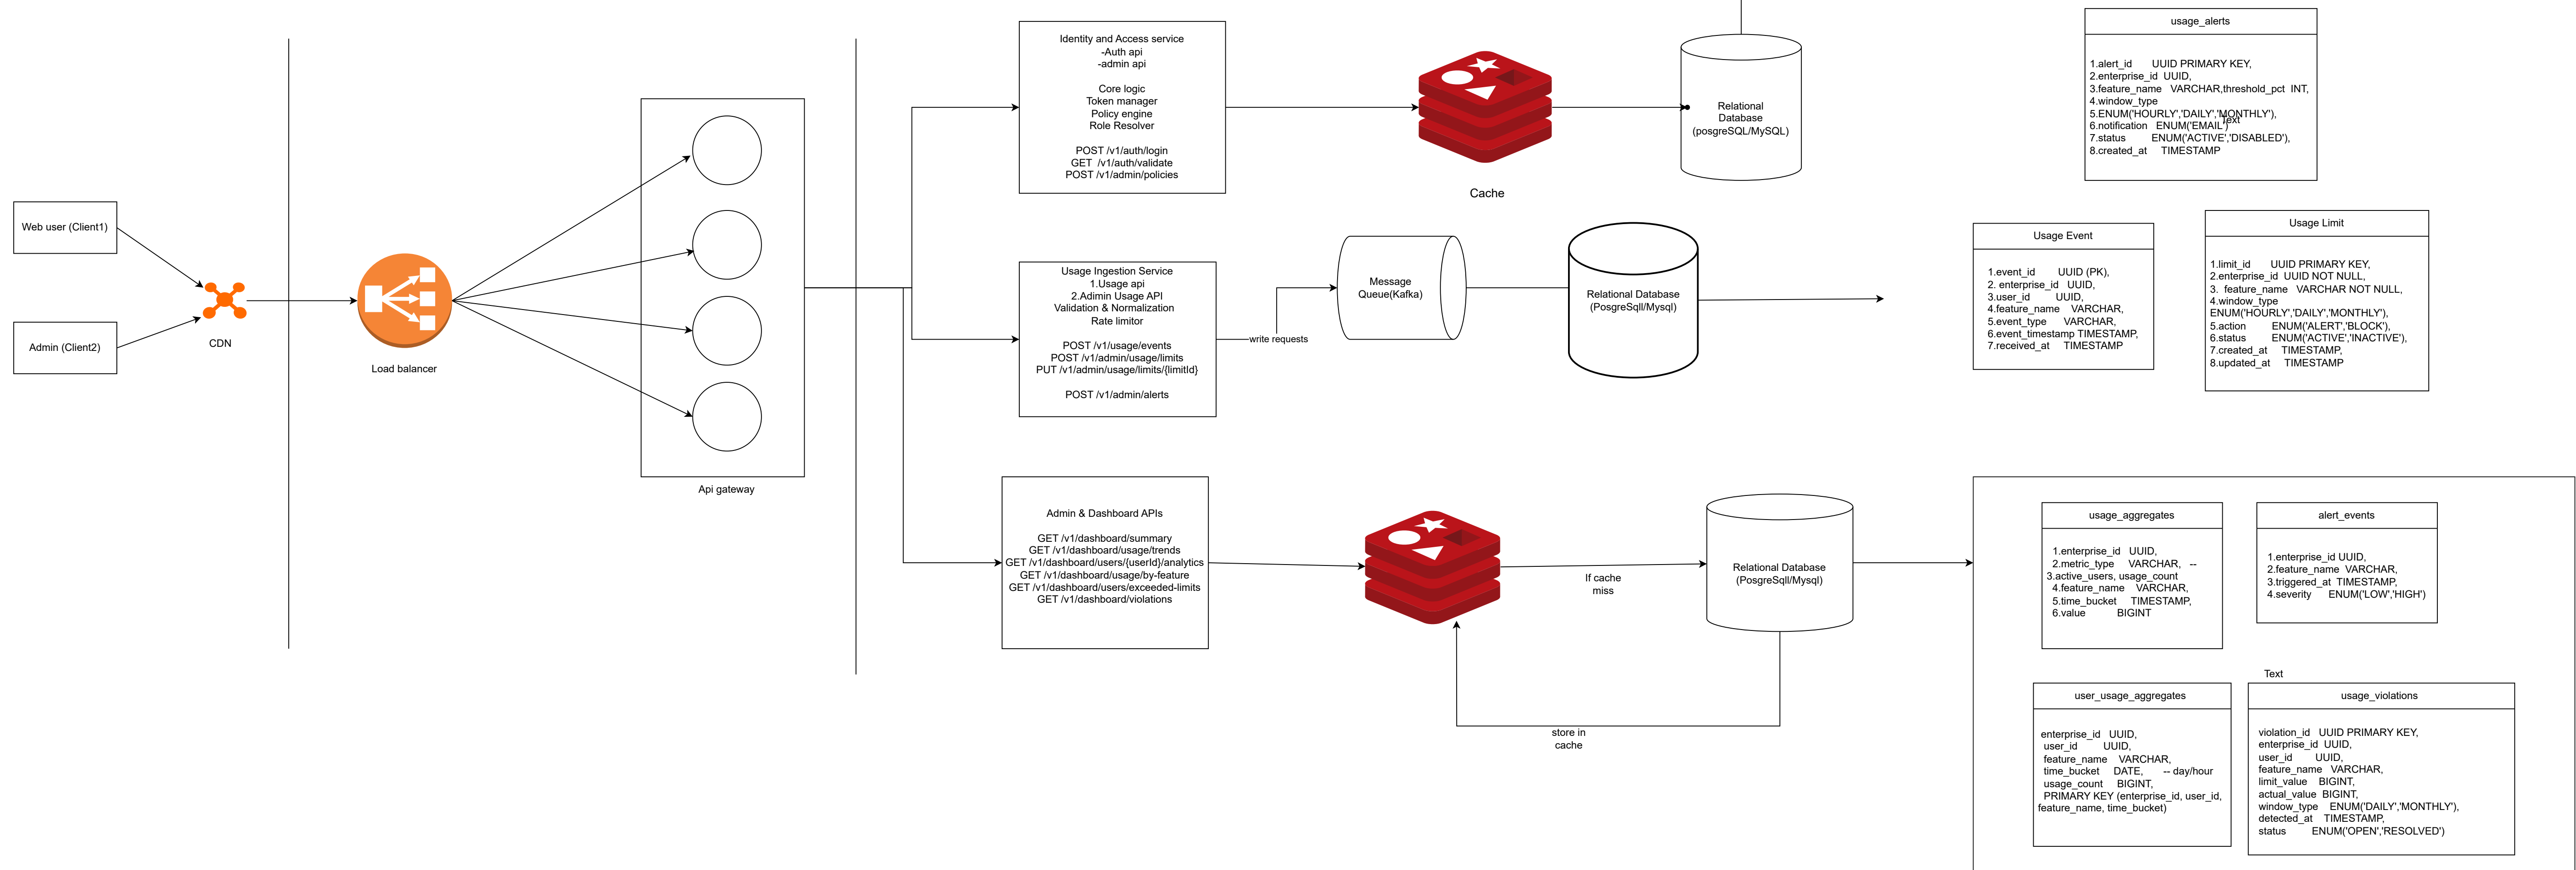 Web user (Client1)
Admin (Client2)
CDN
Load balancer
Api gateway
Identity and Access service
-Auth api
-admin api
Core logic
Token manager
Policy engine
Role Resolver
POST /v1/auth/login
GET  /v1/auth/validate
POST /v1/admin/policies
Cache
Relational
Database
(posgreSQL/MySQL)
usage_alerts
1.alert_id       UUID PRIMARY KEY,
2.enterprise_id  UUID,
3.feature_name   VARCHAR,threshold_pct  INT,
4.window_type
5.ENUM('HOURLY','DAILY','MONTHLY'),
6.notification   ENUM('EMAIL')
Text
7.status         ENUM('ACTIVE','DISABLED'),
8.created_at     TIMESTAMP
Usage Ingestion Service
1.Usage api
2.Admin Usage API
Validation & Normalization
Rate limitor
POST /v1/usage/events
POST /v1/admin/usage/limits
PUT /v1/admin/usage/limits/{limitId}
POST /v1/admin/alerts
write requests
Message
Queue(Kafka)
Relational Database
(PosgreSqll/Mysql)
Usage Event
1.event_id        UUID (PK),
2. enterprise_id   UUID,
3.user_id         UUID,
4.feature_name    VARCHAR,
5.event_type      VARCHAR,
6.event_timestamp TIMESTAMP,
7.received_at     TIMESTAMP
Usage Limit
1.limit_id       UUID PRIMARY KEY,
2.enterprise_id  UUID NOT NULL,
3.  feature_name   VARCHAR NOT NULL,
4.window_type
ENUM('HOURLY','DAILY','MONTHLY'),
5.action         ENUM('ALERT','BLOCK'),
6.status         ENUM('ACTIVE','INACTIVE'),
7.created_at     TIMESTAMP,
8.updated_at     TIMESTAMP
Admin & Dashboard APIs
GET /v1/dashboard/summary
GET /v1/dashboard/usage/trends
GET /v1/dashboard/users/{userId}/analytics
GET /v1/dashboard/usage/by-feature
GET /v1/dashboard/users/exceeded-limits
GET /v1/dashboard/violations
If cache
miss
Relational Database
(PosgreSqll/Mysql)
store in
cache
usage_aggregates
1.enterprise_id   UUID,
2.metric_type     VARCHAR,   --
3.active_users, usage_count
4.feature_name    VARCHAR,
5.time_bucket     TIMESTAMP,
6.value           BIGINT
alert_events
1.enterprise_id UUID,
2.feature_name  VARCHAR,
3.triggered_at  TIMESTAMP,
4.severity      ENUM('LOW','HIGH')
Text
user_usage_aggregates
enterprise_id   UUID,
user_id         UUID,
feature_name    VARCHAR,
time_bucket     DATE,       -- day/hour
usage_count     BIGINT,
PRIMARY KEY (enterprise_id, user_id,
feature_name, time_bucket)
usage_violations
violation_id   UUID PRIMARY KEY,
enterprise_id  UUID,
user_id        UUID,
feature_name   VARCHAR,
limit_value    BIGINT,
actual_value  BIGINT,
window_type    ENUM('DAILY','MONTHLY'),
detected_at    TIMESTAMP,
status         ENUM('OPEN','RESOLVED')